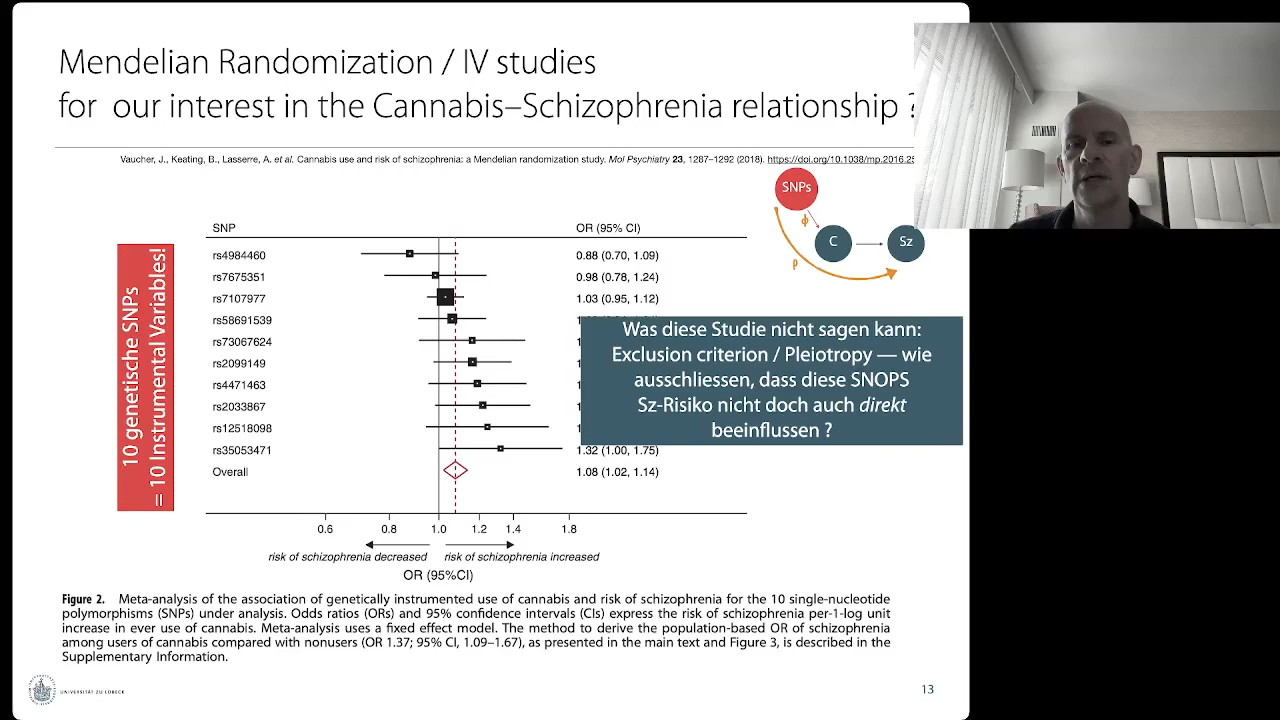 Mendelian Randomization / IV studies
for our interest in the Cannabis–Schizophrenia relationship ?
Vaucher, J., Keating, B., Lasserre, A. et al. Cannabis use and risk of schizophrenia: a Mendelian randomization study. Mol Psychiatry 23, 1287–1292 (2018). https://doi.org/10.1038/mp.2016.25
SNPs
ϕ
C
Sz
ρ
10 genetische SNPs
= 10 Instrumental Variables!
SNP OR (95% CI)
rs4984460 0.88 (0.70, 1.09)
rs7675351 0.98 (0.78, 1.24)
rs7107977 1.03 (0.95, 1.12)
rs58691539
rs73067624
rs2099149
rs4471463
rs2033867
rs12518098
rs35053471 1.32 (1.00, 1.75)
Overall 1.08 (1.02, 1.14)
Was diese Studie nicht sagen kann:
Exclusion criterion / Pleiotropy — wie
ausschliessen, dass diese SNOPS
Sz-Risiko nicht doch auch direkt
beeinflussen ?
0.6 0.8 1.0 1.2 1.4 1.8
risk of schizophrenia decreased risk of schizophrenia increased
OR (95%CI)
Figure 2. Meta-analysis of the association of genetically instrumented use of cannabis and risk of schizophrenia for the 10 single-nucleotide
polymorphisms (SNPs) under analysis. Odds ratios (ORs) and 95% confidence intervals (CIs) express the risk of schizophrenia per-1-log unit
increase in ever use of cannabis. Meta-analysis uses a fixed effect model. The method to derive the population-based OR of schizophrenia
among users of cannabis compared with nonusers (OR 1.37; 95% CI, 1.09–1.67), as presented in the main text and Figure 3, is described in the
Supplementary Information.
UNIVERSITÄT ZU LÜBECK
13